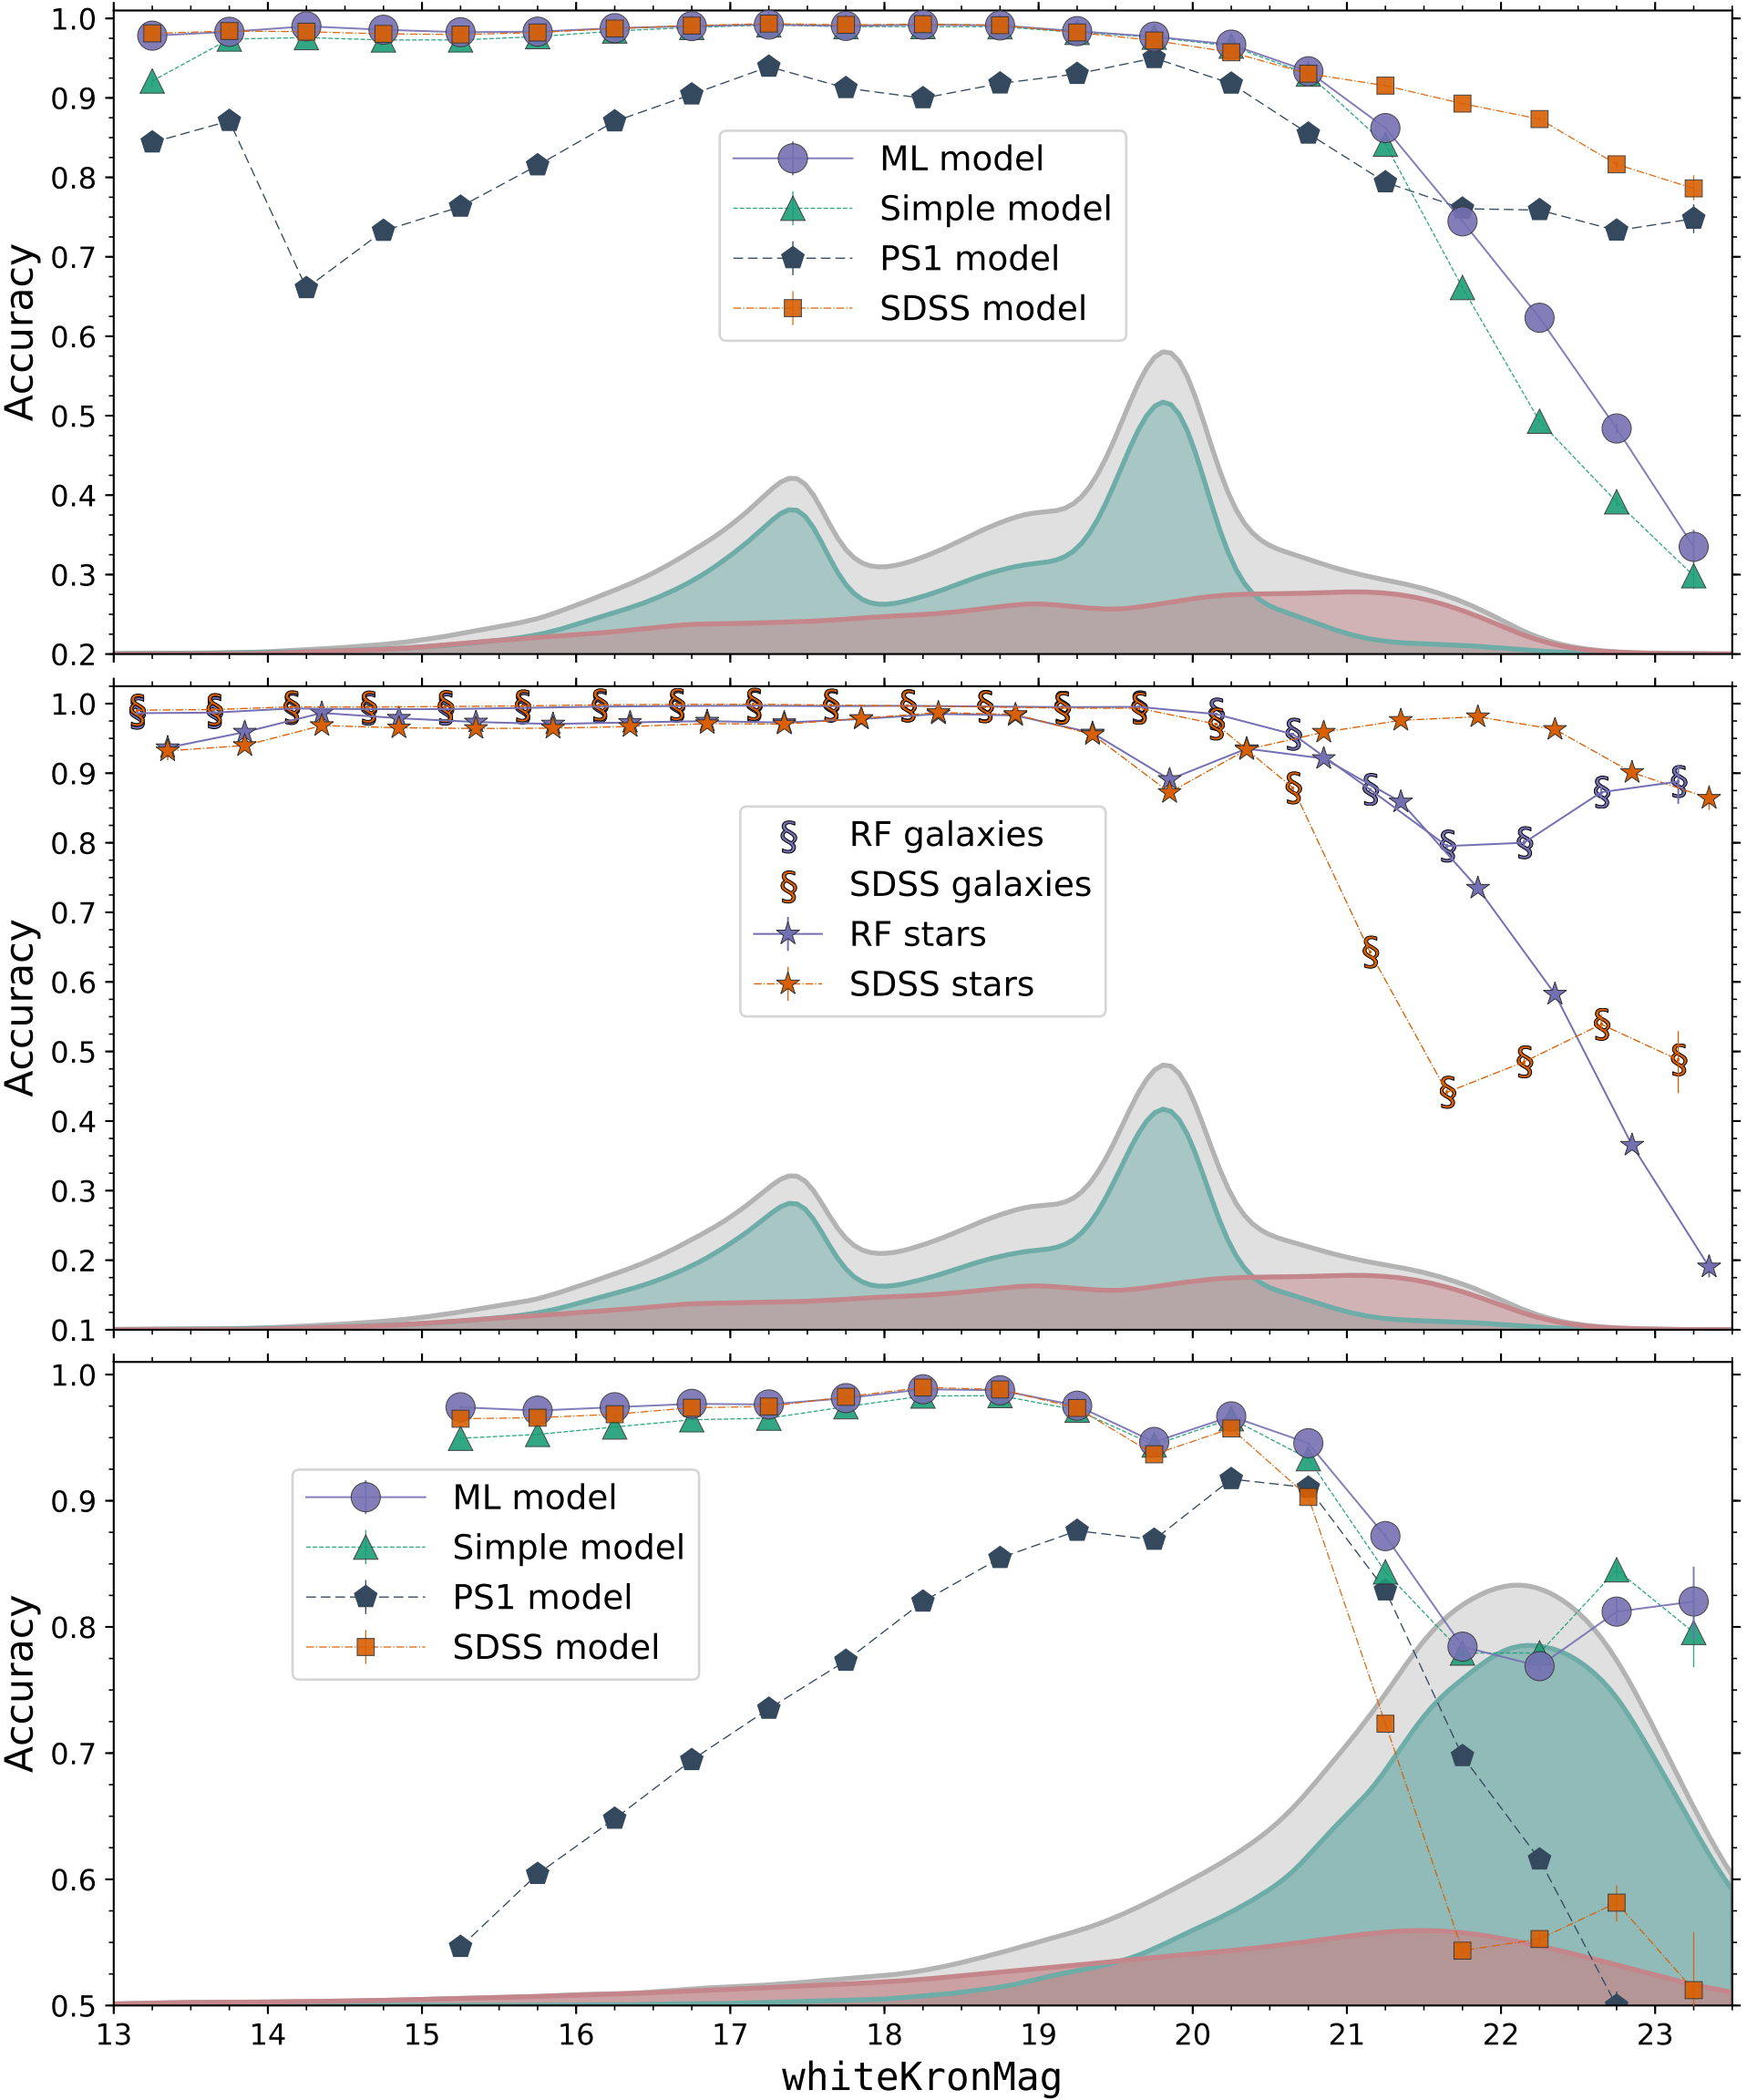 1.0
0.9
0.8
0.7
0.6
0.5
0.4
0.3
0.2
Accuracy
ML model
Simple model
PS1 model
SDSS model
1.0
0.9
0.8
0.7
0.6
0.5
0.4
0.3
0.2
0.1
Accuracy
§ RF galaxies
§ SDSS galaxies
RF stars
SDSS stars
1.0
0.9
0.8
0.7
0.6
0.5
Accuracy
ML model
Simple model
PS1 model
SDSS model
13 14 15 16 17 18 19 20 21 22 23
whiteKronMag